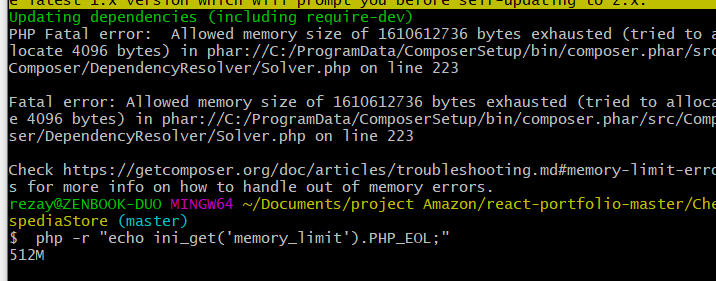 e latest 1.x version which will prompt you before self-updating to 2.x.
Updating dependencies (including require-dev)
PHP Fatal error:  Allowed memory size of 1610612736 bytes exhausted (tried to a
locate 4096 bytes) in phar://C:/ProgramData/ComposerSetup/bin/composer.phar/src
Composer/DependencyResolver/Solver.php on line 223

Fatal error: Allowed memory size of 1610612736 bytes exhausted (tried to alloca
e 4096 bytes) in phar://C:/ProgramData/ComposerSetup/bin/composer.phar/src/Comp
ser/DependencyResolver/Solver.php on line 223

Check https://getcomposer.org/doc/articles/troubleshooting.md#memory-limit-erro
s for more info on how to handle out of memory errors.
rezay@ZENBOOK-DUO MINGW64 ~/Documents/project Amazon/react-portfolio-master/Che
spediaStore (master)
$  php -r "echo ini_get('memory_limit').PHP_EOL;"
512M